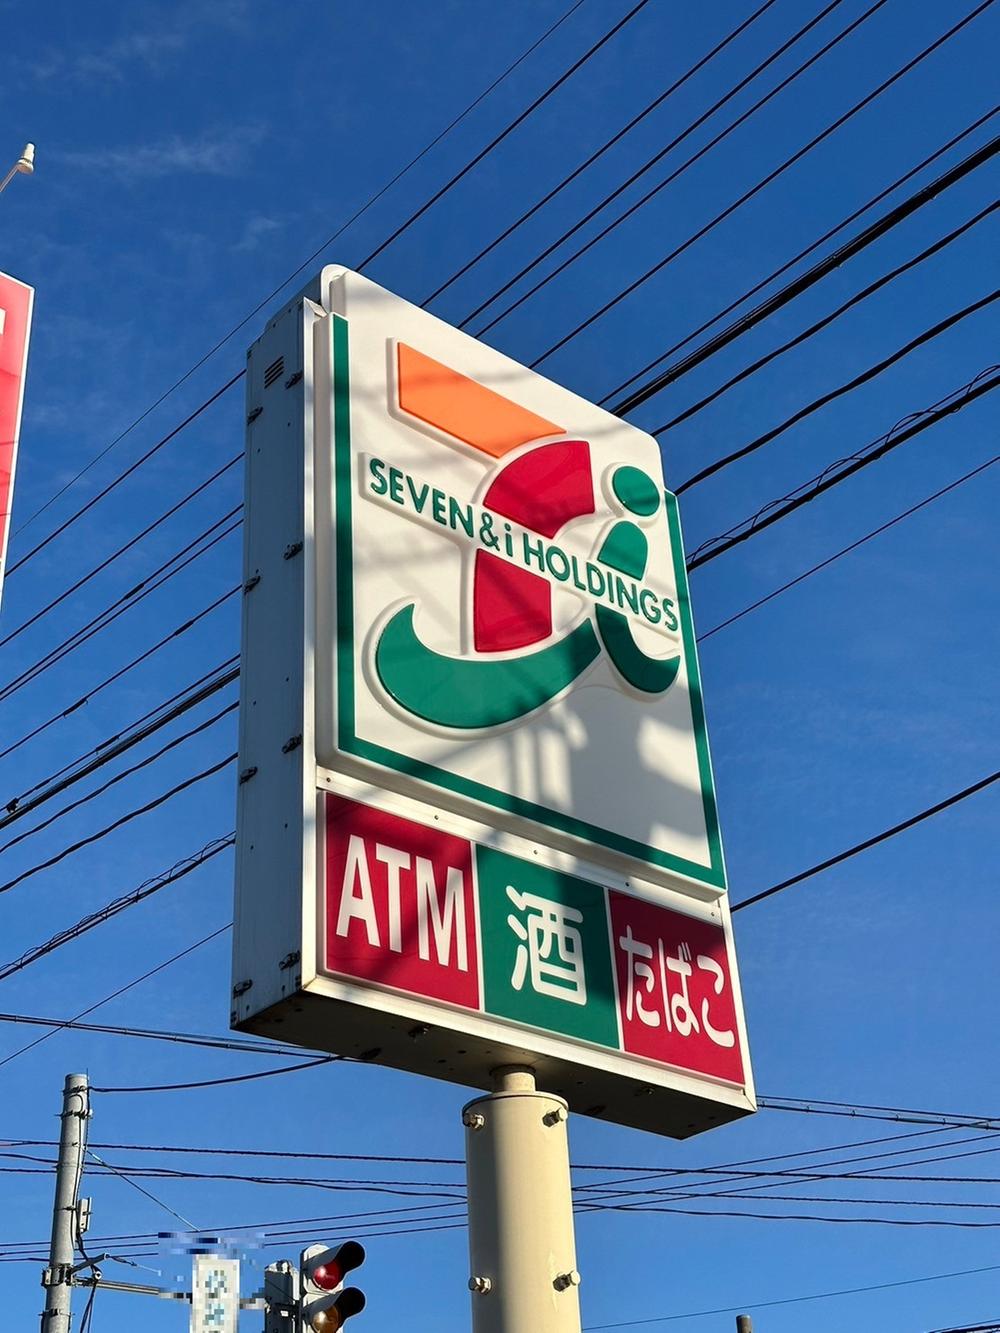 SEVEN&i HOLDINGS
ATM
酒
たばこ